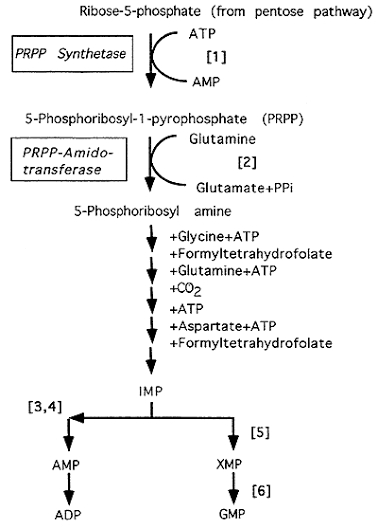 Ribose-5-phosphate (from pentose pathway)
PRPP Synthetase
ATP
[1]
AMP
5-Phosphoribosyl-1-pyrophosphate (PRPP)
PRPP-Amido-
transferase
Glutamine
[2]
Glutamate+PPi
5-Phosphoribosyl amine
+Glycine+ATP
+Formyltetrahydrofolate
+Glutamine+ATP
+CO2
+ATP
+Aspartate+ATP
+Formyltetrahydrofolate
IMP
[3,4]
[5]
AMP
XMP
[6]
ADP
GMP